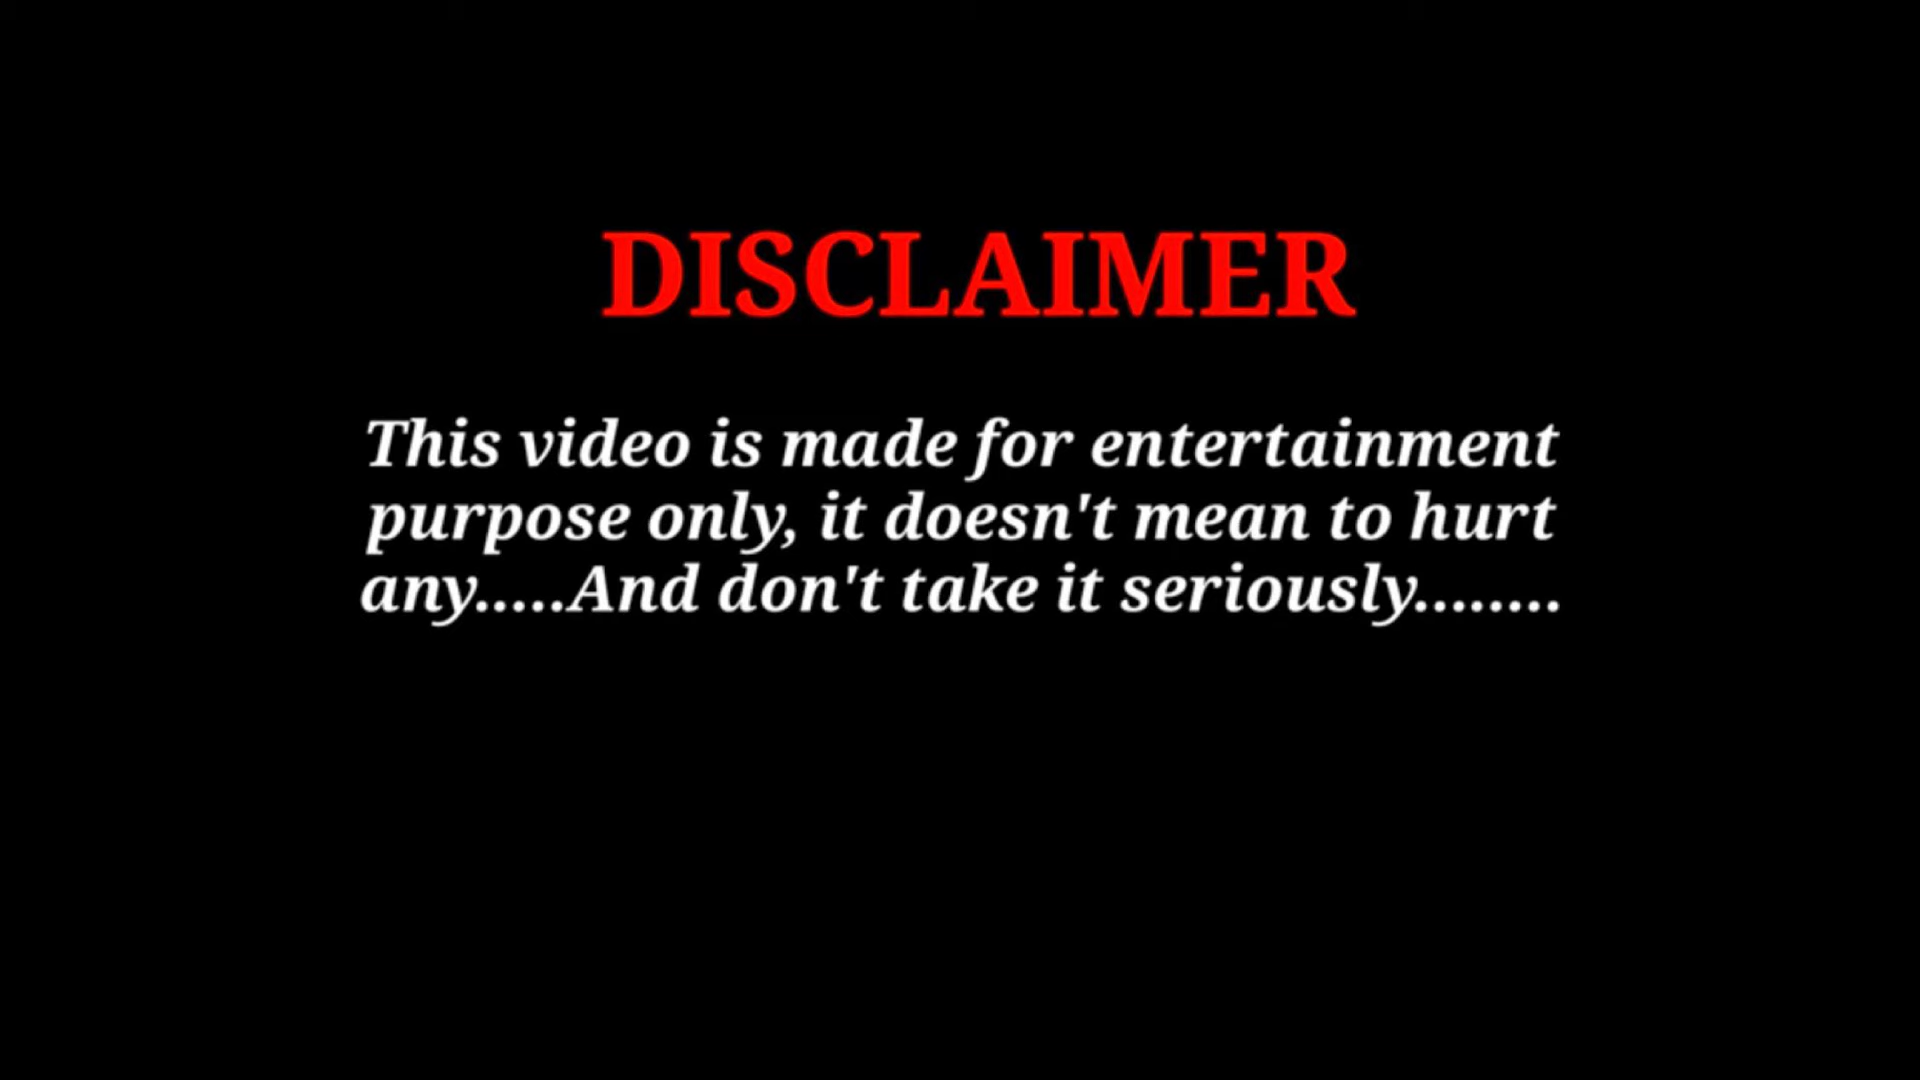 DISCLAIMER
This video is made for entertainment
purpose only, it doesn't mean to hurt
any.....And don't take it seriously........